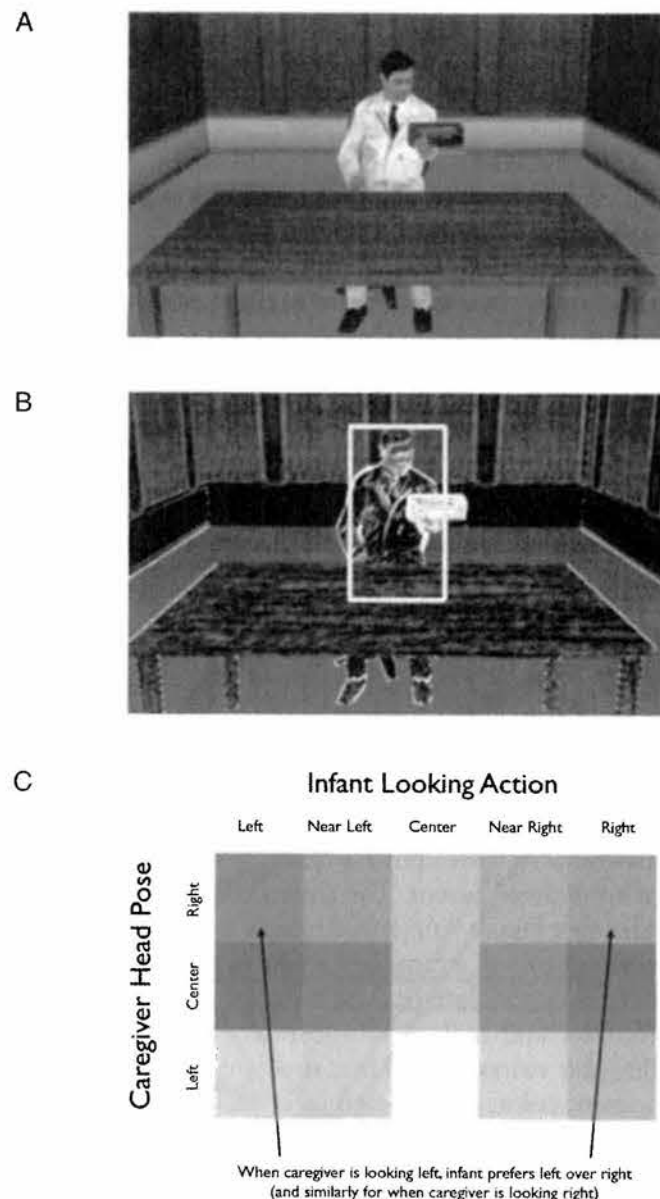 A
B
C
Infant Looking Action
Left Near Left Center Near Right Right
Caregiver Head Pose
Right
Center
Left
When caregiver is looking left, infant prefers left over right
(and similarly for when caregiver is looking right)